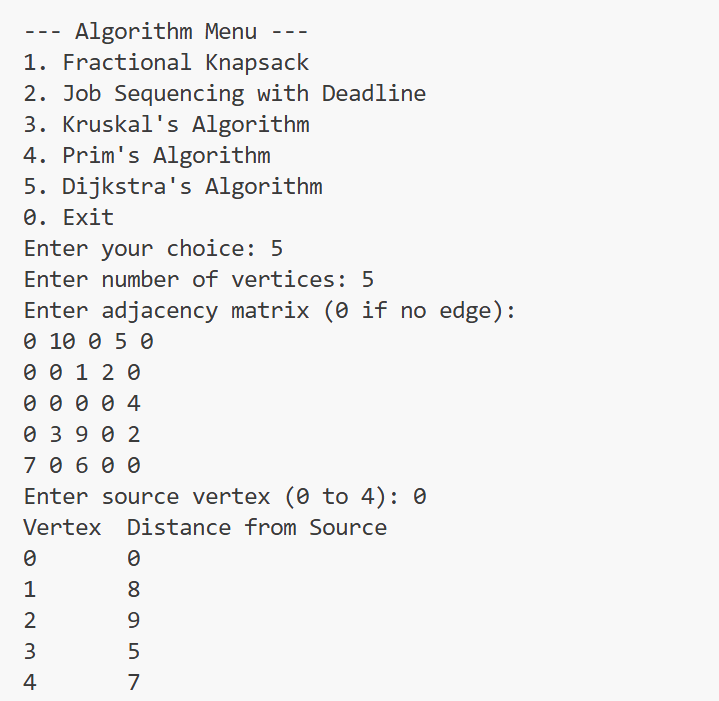 --- Algorithm Menu ---
1. Fractional Knapsack
2. Job Sequencing with Deadline
3. Kruskal's Algorithm
4. Prim's Algorithm
5. Dijkstra's Algorithm
0. Exit
Enter your choice: 5
Enter number of vertices: 5
Enter adjacency matrix (0 if no edge):
0 10 0 5 0
0 0 1 2 0
0 0 0 0 4
0 3 9 0 2
7 0 6 0 0
Enter source vertex (0 to 4): 0
Vertex  Distance from Source
0       0
1       8
2       9
3       5
4       7